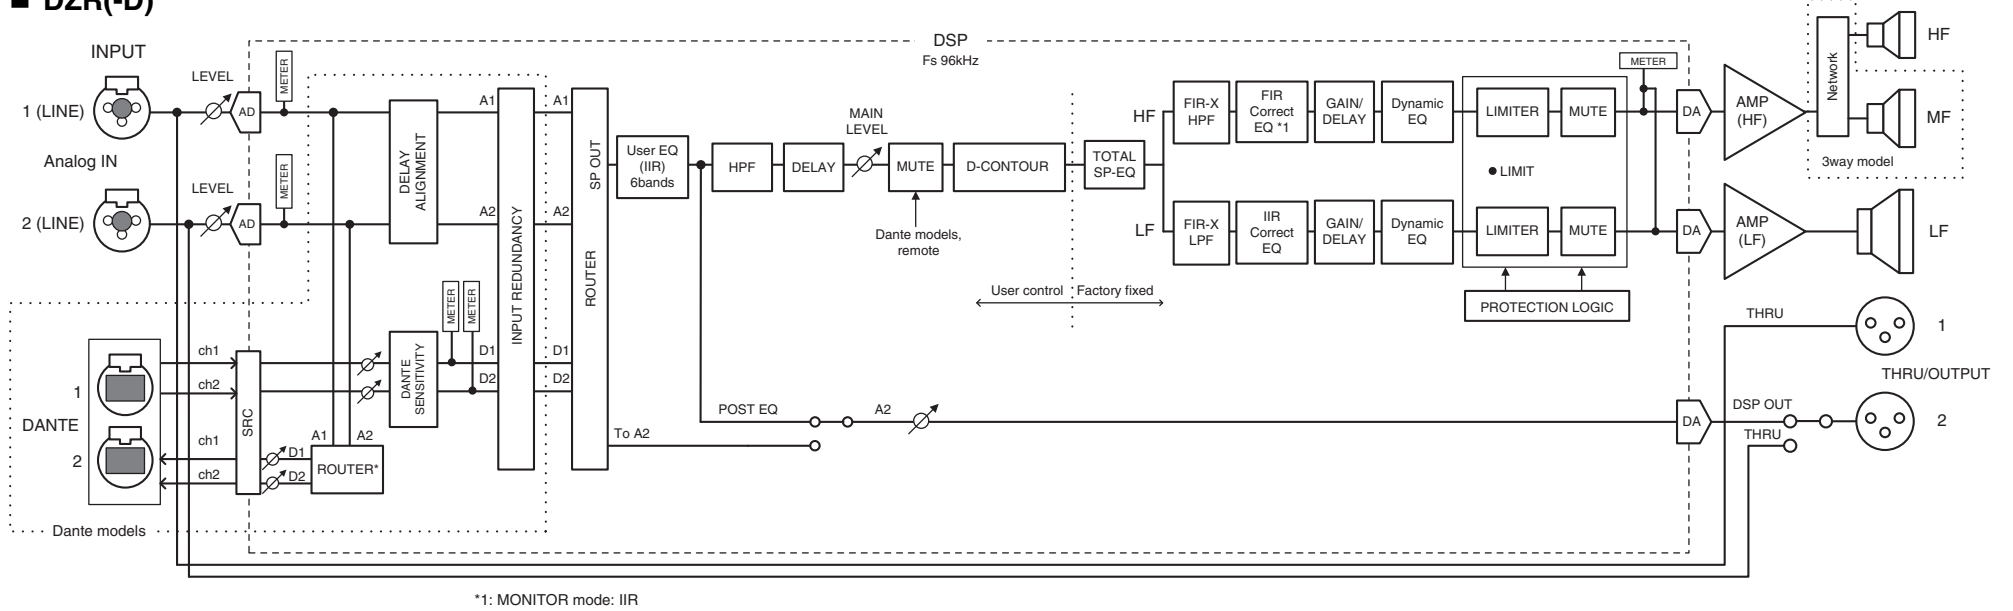 ■ DZR(-D)
INPUT
1 (LINE)
Analog IN
2 (LINE)
LEVEL
LEVEL
AD
AD
METER
METER
DSP
Fs 96kHz
DELAY ALIGNMENT
A1
A2
INPUT REDUNDANCY
A1
A2
D1
D2
SP OUT
ROUTER
User EQ
(IIR)
6bands
HPF
DELAY
MAIN
LEVEL
MUTE
D-CONTOUR
Dante models,
remote
User control
Factory fixed
TOTAL
SP-EQ
HF
FIR-X
HPF
FIR
Correct
EQ *1
GAIN/
DELAY
Dynamic
EQ
LIMITER
MUTE
LIMIT
LF
FIR-X
LPF
IIR
Correct
EQ
GAIN/
DELAY
Dynamic
EQ
LIMITER
MUTE
PROTECTION LOGIC
METER
DA
DA
AMP
(HF)
AMP
(LF)
Network
HF
MF
3way model
LF
DANTE
1
2
ch1
ch2
ch1
ch2
SRC
METER
METER
DANTE
SENSITIVITY
D1
D2
A1
A2
D1
D2
ROUTER*
Dante models
POST EQ
A2
To A2
DA
THRU
1
THRU/OUTPUT
DSP OUT
THRU
2
*1: MONITOR mode: IIR